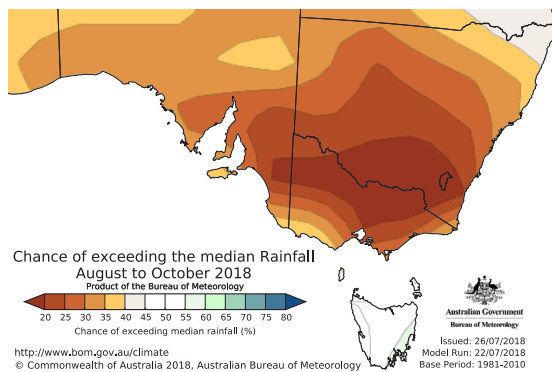 Chance of exceeding the median Rainfall
August to October 2018
Product of the Bureau of Meteorology
20 25 30 35 40 45 55 60 65 70 75 80
Chance of exceeding median rainfall (%)
http://www.bom.gov.au/climate
© Commonwealth of Australia 2018, Australian Bureau of Meteorology
Australian Government
Bureau of Meteorology
Issued: 26/07/2018
Model Run: 22/07/2018
Base Period: 1981-2010